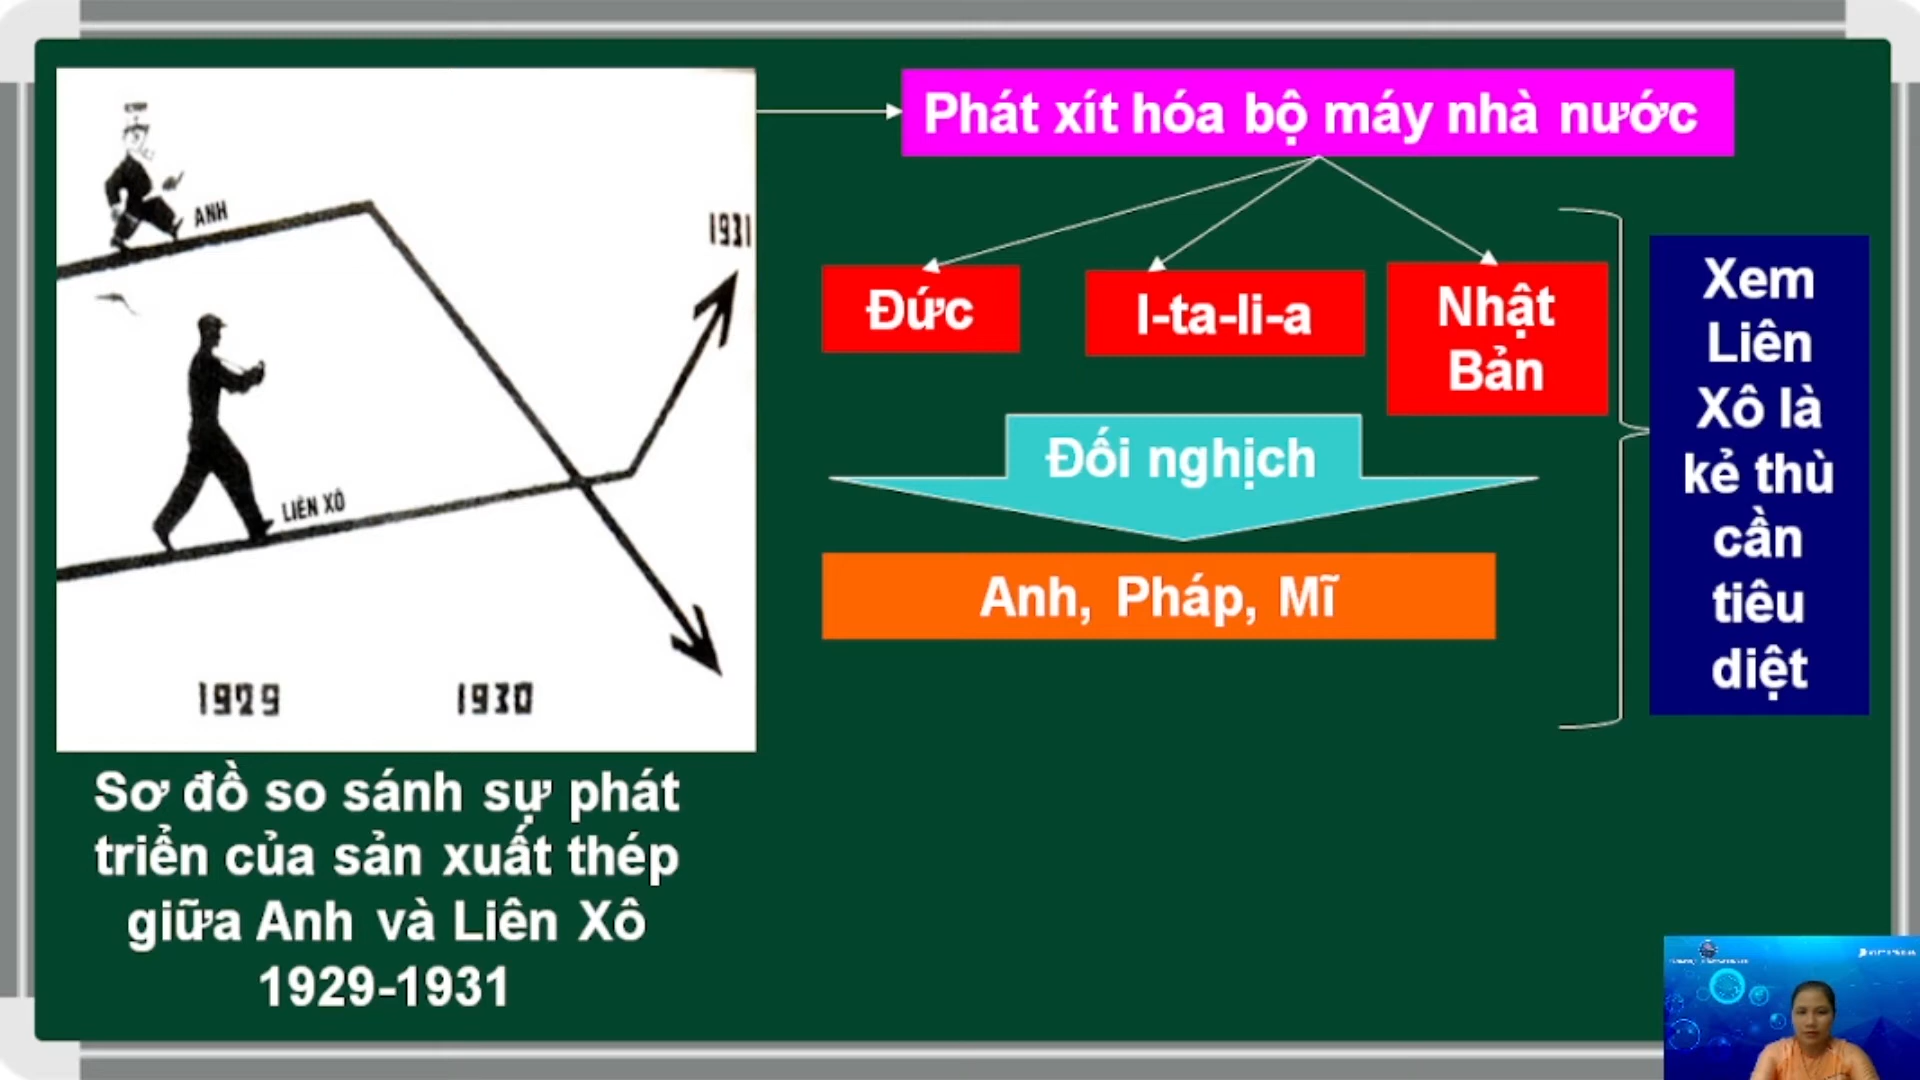 ANH
1931
LIÊN XÔ
1929
1930
Sơ đồ so sánh sự phát
triển của sản xuất thép
giữa Anh và Liên Xô
1929-1931
Phát xít hóa bộ máy nhà nước
Đức
I-ta-li-a
Nhật
Bản
Đối nghịch
Anh, Pháp, Mĩ
Xem
Liên
Xô là
kẻ thù
cần
tiêu
diệt